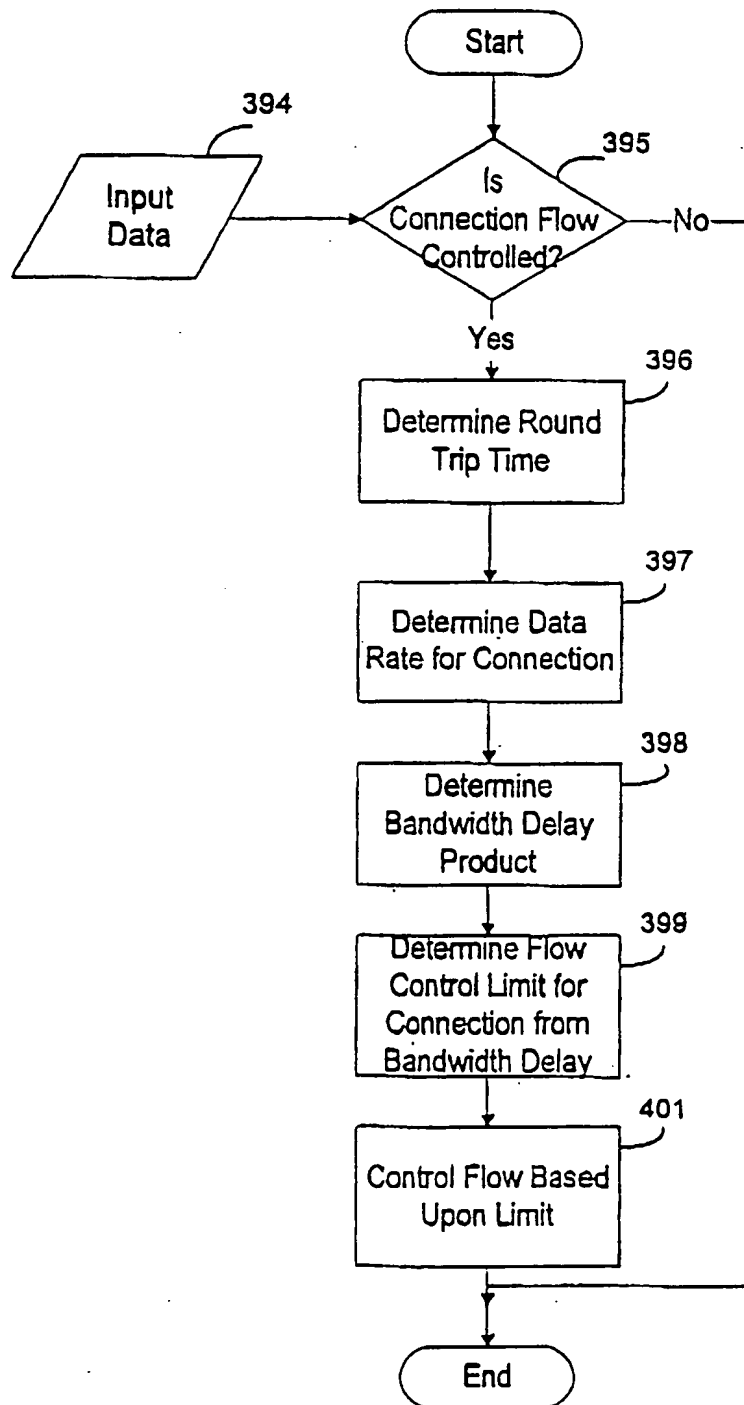 Start
394
Input
Data
395
Is
Connection Flow
Controlled?
No
Yes
396
Determine Round
Trip Time
397
Determine Data
Rate for Connection
398
Determine
Bandwidth Delay
Product
399
Determine Flow
Control Limit for
Connection from
Bandwidth Delay
401
Control Flow Based
Upon Limit
End